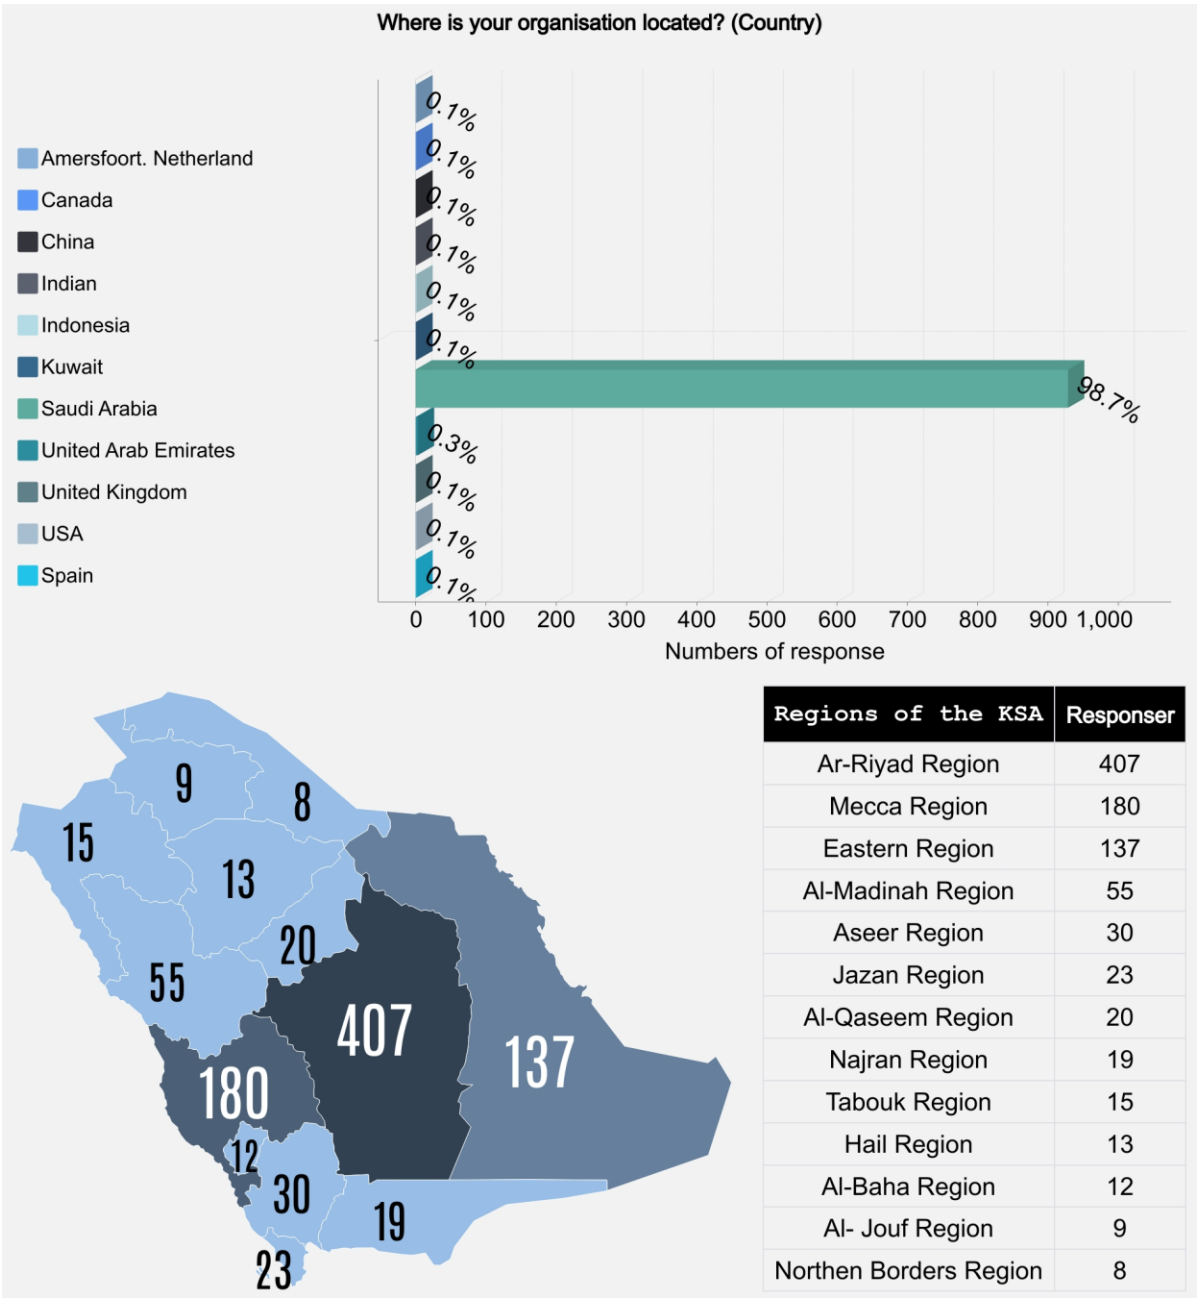 Where is your organisation located? (Country)
Amersfoort. Netherland
Canada
China
Indian
Indonesia
Kuwait
Saudi Arabia
United Arab Emirates
United Kingdom
USA
Spain
0.1%
0.1%
0.1%
0.1%
0.1%
0.1%
98.7%
0.3%
0.1%
0.1%
0.1%
0 100 200 300 400 500 600 700 800 900 1,000
Numbers of response
9
8
15
13
20
55
407
137
180
12
30
19
23
Regions of the KSA Responser
Ar-Riyad Region 407
Mecca Region 180
Eastern Region 137
Al-Madinah Region 55
Aseer Region 30
Jazan Region 23
Al-Qaseem Region 20
Najran Region 19
Tabouk Region 15
Hail Region 13
Al-Baha Region 12
Al- Jouf Region 9
Northen Borders Region 8